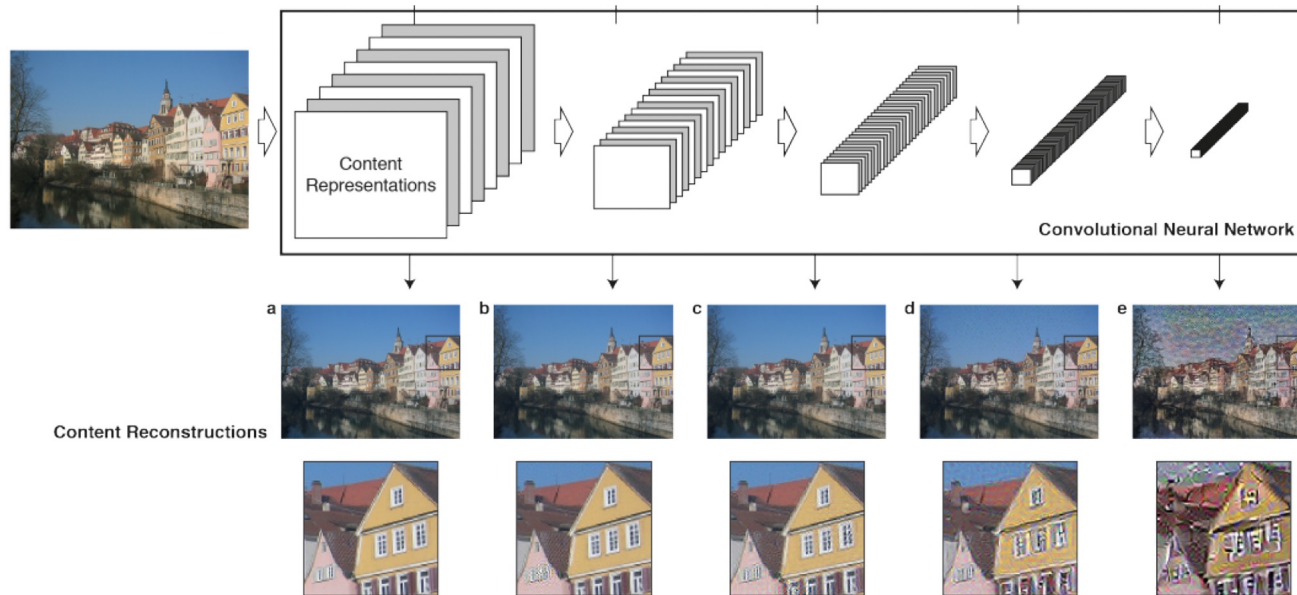 Content
Representations
Convolutional Neural Network
a
b
c
d
e
Content Reconstructions